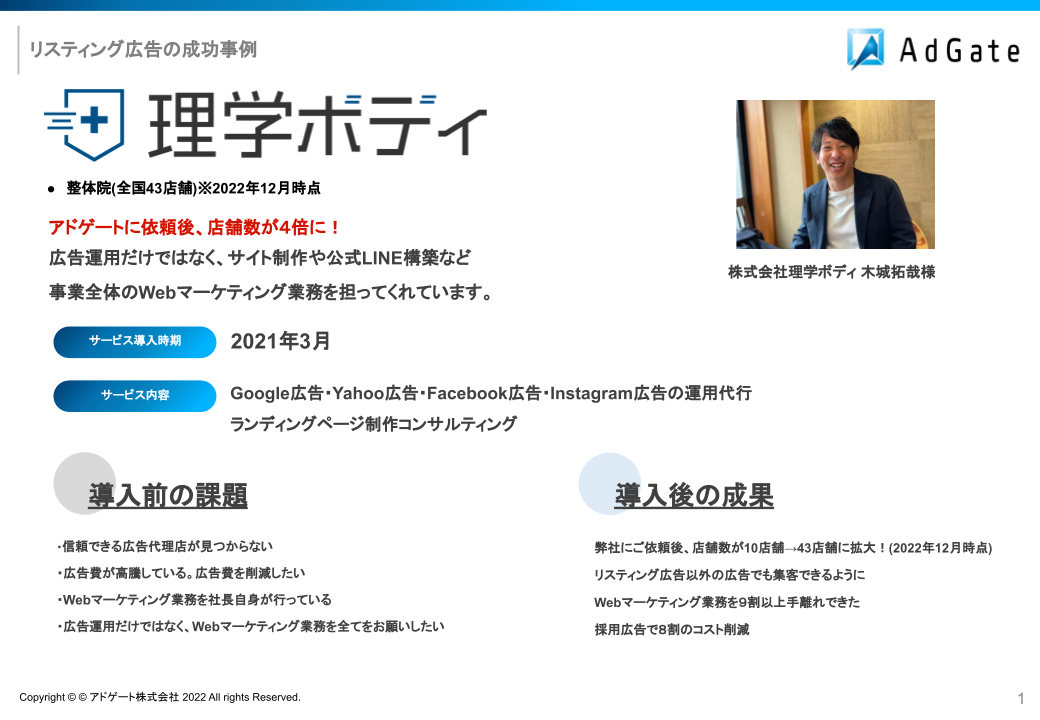 リスティング広告の成功事例
AdGate
理学ボディ
● 整体院(全国43店舗)※2022年12月時点
アドゲートに依頼後、店舗数が4倍に！
広告運用だけではなく、サイト制作や公式LINE構築など
事業全体のWebマーケティング業務を担ってくれています。
株式会社理学ボディ 木城拓哉様
サービス導入時期
2021年3月
サービス内容
Google広告・Yahoo広告・Facebook広告・Instagram広告の運用代行
ランディングページ制作コンサルティング
導入前の課題
・信頼できる広告代理店が見つからない
・広告費が高騰している。広告費を削減したい
・Webマーケティング業務を社長自身が行っている
・広告運用だけではなく、Webマーケティング業務を全てをお願いしたい
導入後の成果
弊社にご依頼後、店舗数が10店舗→43店舗に拡大！(2022年12月時点)
リスティング広告以外の広告でも集客できるように
Webマーケティング業務を９割以上手離れできた
採用広告で８割のコスト削減
Copyright © © アドゲート株式会社 2022 All rights Reserved.
1